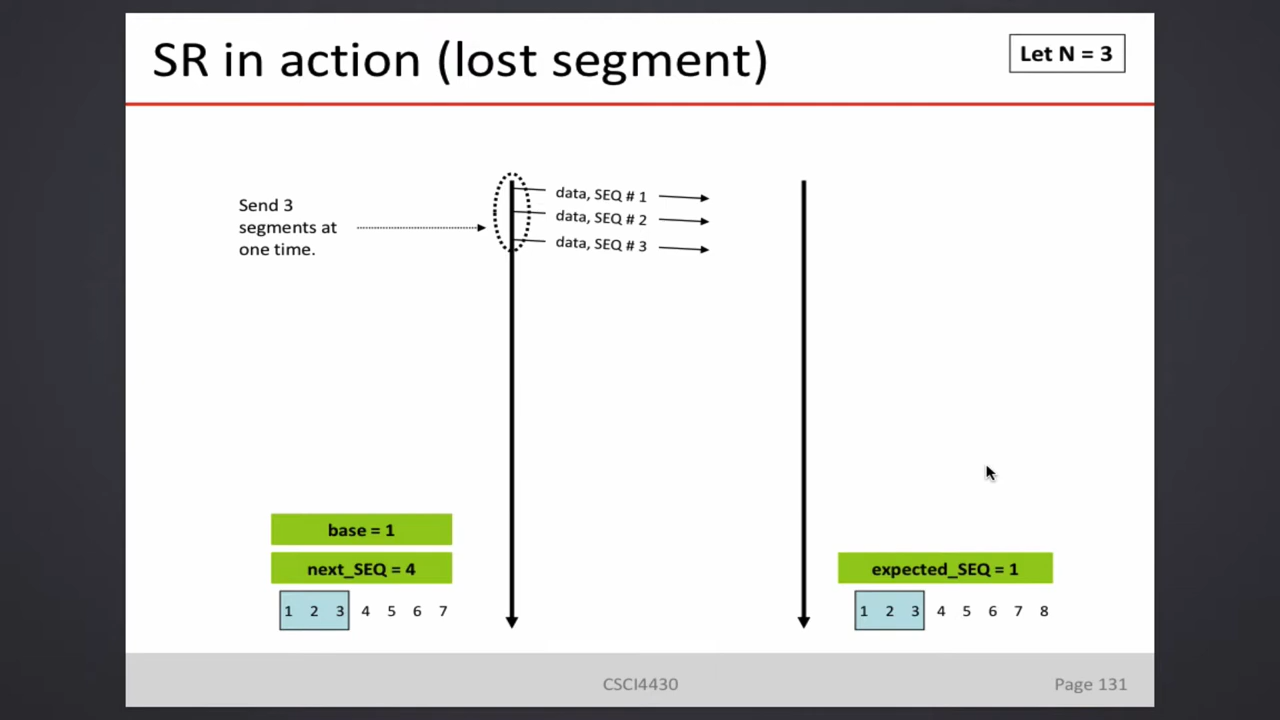 SR in action (lost segment)
Let N = 3
Send 3
segments at
one time.
data, SEQ # 1
data, SEQ # 2
data, SEQ # 3
base = 1
next_SEQ = 4
1 2 3 4 5 6 7
expected_SEQ = 1
1 2 3 4 5 6 7 8
CSCI4430
Page 131